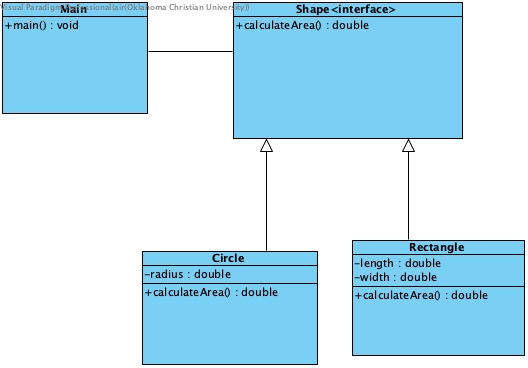 Visual Paradigm Professional(air(Oklahoma Christian University))
Main
+main() : void
Shape<interface>
+calculateArea() : double
Circle
-radius : double
+calculateArea() : double
Rectangle
-length : double
-width : double
+calculateArea() : double